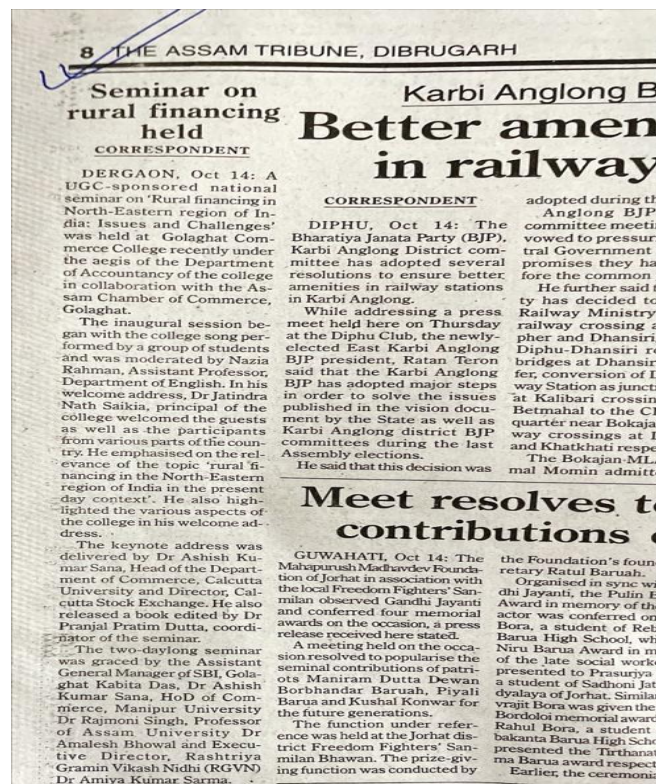 8 THE ASSAM TRIBUNE, DIBRUGARH
Seminar on
rural financing
held
CORRESPONDENT
DERGAON, Oct 14: A
UGC-sponsored national
seminar on 'Rural financing in
North-Eastern region of In-
dia: Issues and Challenges'
was held at Golaghat Com-
merce College recently under
the aegis of the Department
of Accountancy of the college
in collaboration with the As-
sam Chamber of Commerce,
Golaghat.
The inaugural session be-
gan with the college song per-
formed by a group of students
and was moderated by Nazia
Rahman, Assistant Professor,
Department of English. In his
welcome address, Dr Jatindra
Nath Saikia, principal of the
college welcomed the guests
as well as the participants
from various parts of the coun-
try. He emphasised on the rel-
evance of the topic 'rural fi-
nancing in the North-Eastern
region of India in the present
day context'. He also high-
lighted the various aspects of
the college in his welcome ad-
dress.
The keynote address was
delivered by Dr Ashish Ku-
mar Sana, Head of the Depart-
ment of Commerce, Calcutta
University and Director, Cal-
cutta Stock Exchange. He also
released a book edited by Dr
Pranjal Pratim Dutta, coordi-
nator of the seminar.
The two-daylong seminar
was graced by the Assistant
General Manager of SBI, Gola-
ghat Kabita Das, Dr Ashish
Kumar Sana, HoD of Com-
merce, Manipur University
Dr Rajmoni Singh, Professor
of Assam University Dr
Amalesh Bhowal and Execu-
tive Director, Rashtriya
Gramin Vikash Nidhi (RGVN)
Dr Amiya Kumar Sarma.
Karbi Anglong B
Better amen
in railway
CORRESPONDENT
DIPHU, Oct 14: The
Bharatiya Janata Party (BJP),
Karbi Anglong District com-
mittee has adopted several
resolutions to ensure better
amenities in railway stations
in Karbi Anglong.
While addressing a press
meet held here on Thursday
at the Diphu Club, the newly-
elected East Karbi Anglong
BJP president, Ratan Teron
said that the Karbi Anglong
BJP has adopted major steps
in order to solve the issues
published in the vision docu-
ment by the State as well as
Karbi Anglong district BJP
committees during the last
Assembly elections.
He said that this decision was
adopted during th
Anglong BJP
committee meeti
vowed to pressur
tral Government
promises they ha
fore the common
He further said t
ty has decided to
Railway Ministry
railway crossing a
pher and Dhansiri,
Diphu-Dhansiri ro
bridges at Dhansir
fer, conversion of D
way Station as junct
at Kalibari crossin
Betmahal to the Cl
quarter near Bokaja
way crossings at I
and Khatkhati respe
The Bokajan MLA
mal Momin admitt
Meet resolves t
contributions
GUWAHATI, Oct 14: The
Mahapurush Madhavdev Founda-
tion of Jorhat in association with
the local Freedom Fighters' San-
milan observed Gandhi Jayanti
and conferred four memorial
awards on the occasion, a press
release received here stated.
A meeting held on the occa-
sion resolved to popularise the
seminal contributions of patri-
ots Maniram Dutta Dewan
Borbhandar Baruah, Piyali
Barua and Kushal Konwar for
the future generations.
The function under refer-
ence was held at the Jorhat dis-
trict Freedom Fighters' San-
milan Bhawan. The prize-giv-
ing function was conducted by
the Foundation's foun
retary Ratul Baruah.
Organised in sync wi
dhi Jayanti, the Pulin B
Award in memory of the
actor was conferred on
Bora, a student of Reb
Barua High School, wh
Niru Barua Award in m
of the late social worke
presented to Prasurjya
a student of Sadhoni Jat
dyalaya of Jorhat. Similar
vrajit Bora was given the
Bordoloi memorial award
Rahul Bora, a student
bakanta Barua High Scho
presented the Tirthanat
ma Barua award respect
Earlier, the ceremoni